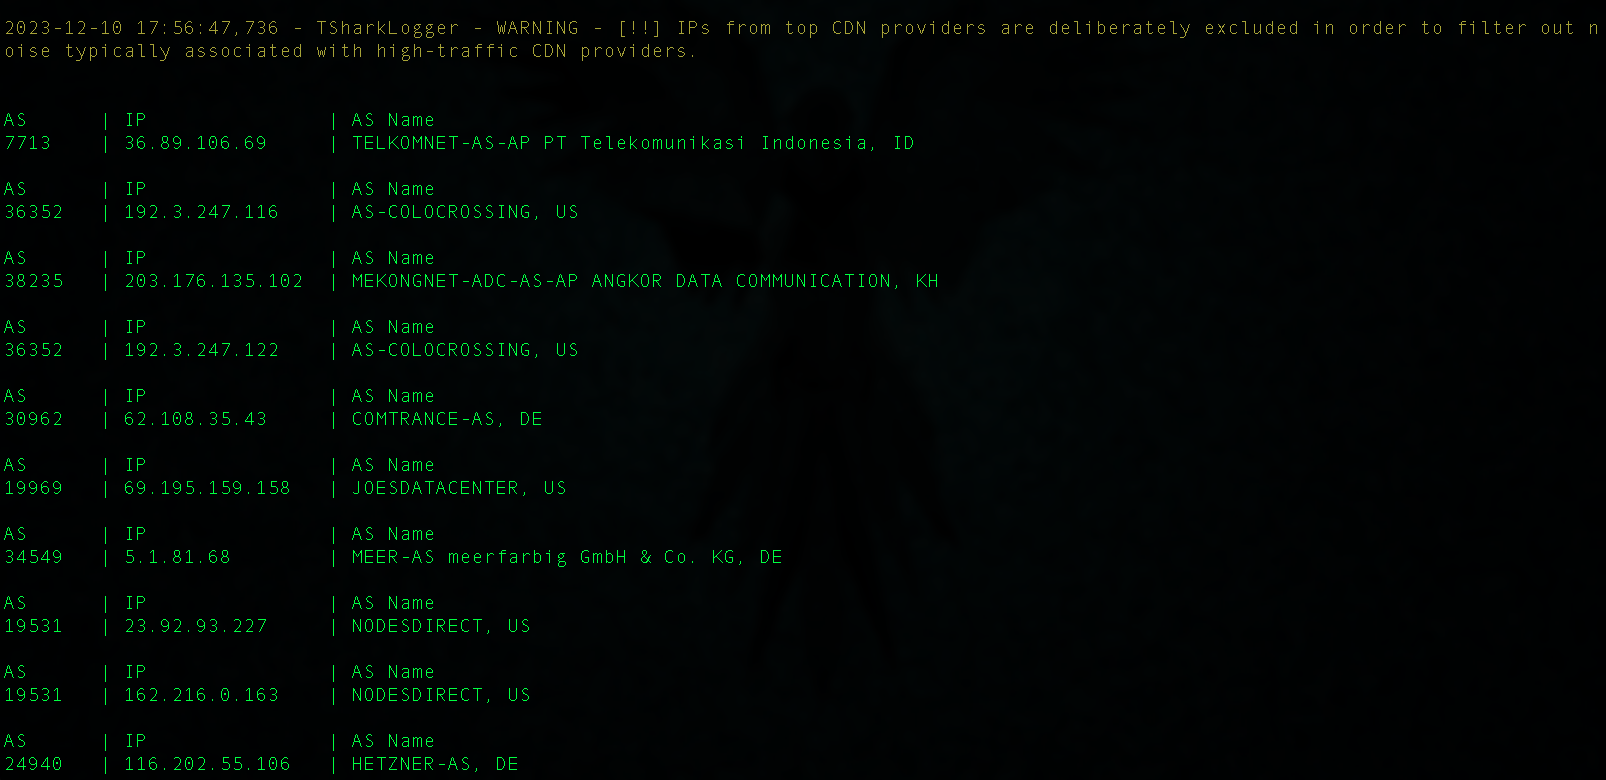 2023-12-10 17:56:47,736 - TSharkLogger - WARNING - [!!] IPs from top CDN providers are deliberately excluded in order to filter out n
oise typically associated with high-traffic CDN providers.
AS | IP | AS Name
7713 | 36.89.106.69 | TELKOMNET-AS-AP PT Telekomunikasi Indonesia, ID
AS | IP | AS Name
36352 | 192.3.247.116 | AS-COLOCROSSING, US
AS | IP | AS Name
38235 | 203.176.135.102 | MEKONGNET-ADC-AS-AP ANGKOR DATA COMMUNICATION, KH
AS | IP | AS Name
36352 | 192.3.247.122 | AS-COLOCROSSING, US
AS | IP | AS Name
30962 | 62.108.35.43 | COMTRANCE-AS, DE
AS | IP | AS Name
19969 | 69.195.159.158 | JOESDATACENTER, US
AS | IP | AS Name
34549 | 5.1.81.68 | MEER-AS meerfarbig GmbH & Co. KG, DE
AS | IP | AS Name
19531 | 23.92.93.227 | NODESDIRECT, US
AS | IP | AS Name
19531 | 162.216.0.163 | NODESDIRECT, US
AS | IP | AS Name
24940 | 116.202.55.106 | HETZNER-AS, DE